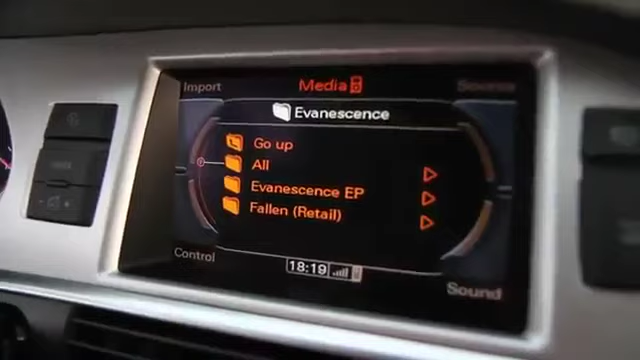 Import
Media
Source
Evanescence
Go up
All
Evanescence EP
Fallen (Retail)
Control
18:19
Sound